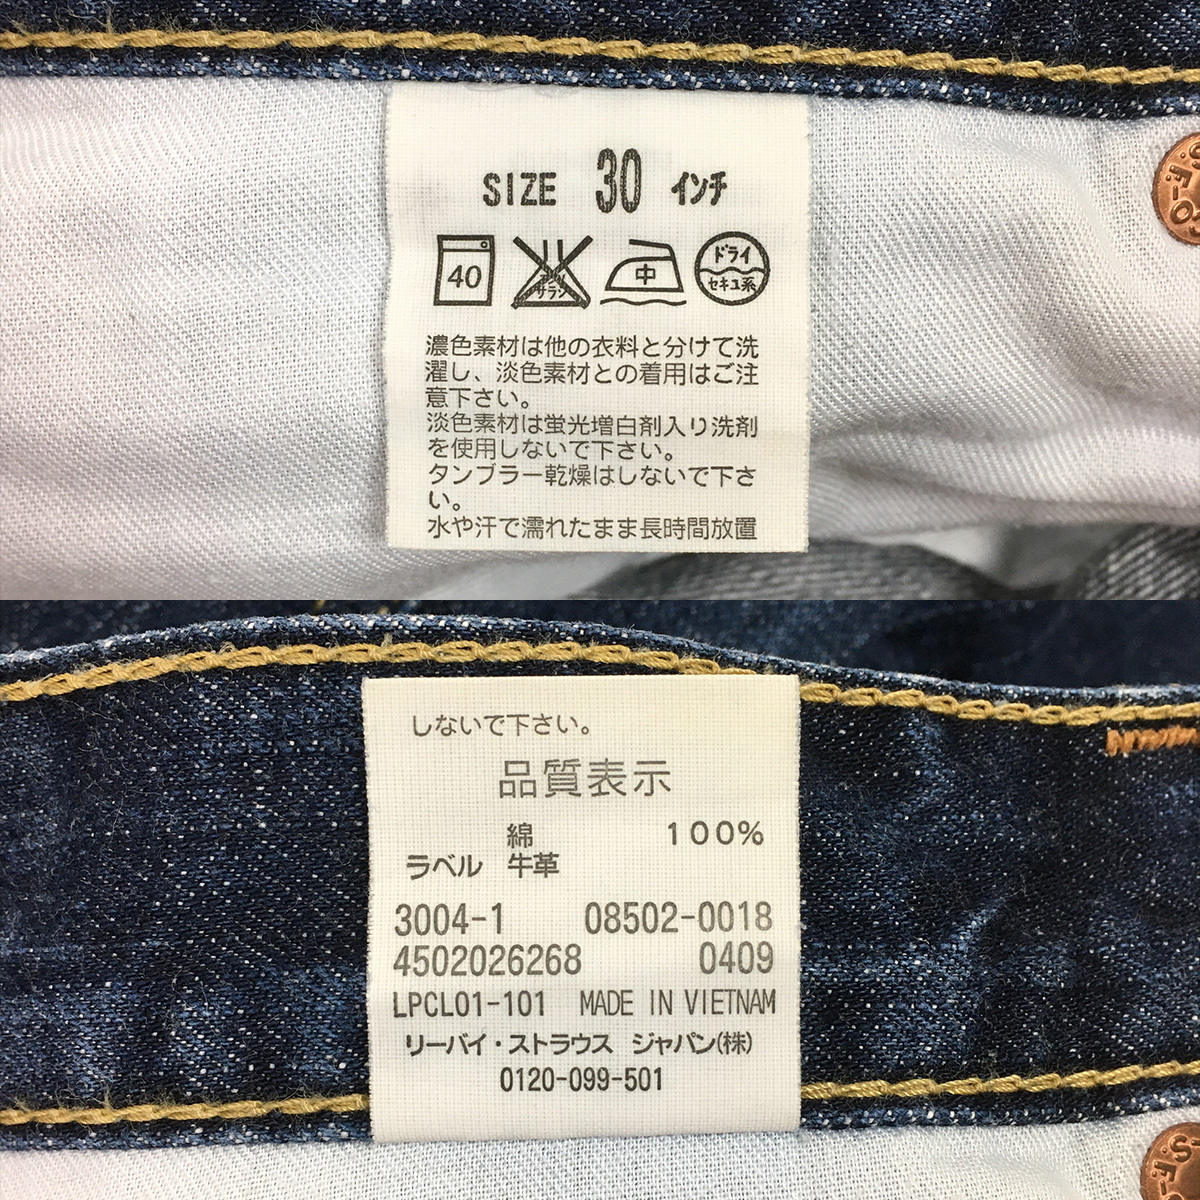 SIZE 30 インチ
40 エンソサラシ 中 ドライ セキユ系
濃色素材は他の衣料と分けて洗
濯し、淡色素材との着用はご注
意下さい。
淡色素材は蛍光増白剤入り洗剤
を使用しないで下さい。
タンブラー乾燥はしないで下さ
い。
水や汗で濡れたまま長時間放置
しないで下さい。
品質表示
綿 100%
ラベル 牛革
3004-1 08502-0018
4502026268 0409
LPCL01-101 MADE IN VIETNAM
リーバイ・ストラウス ジャパン(株)
0120-099-501